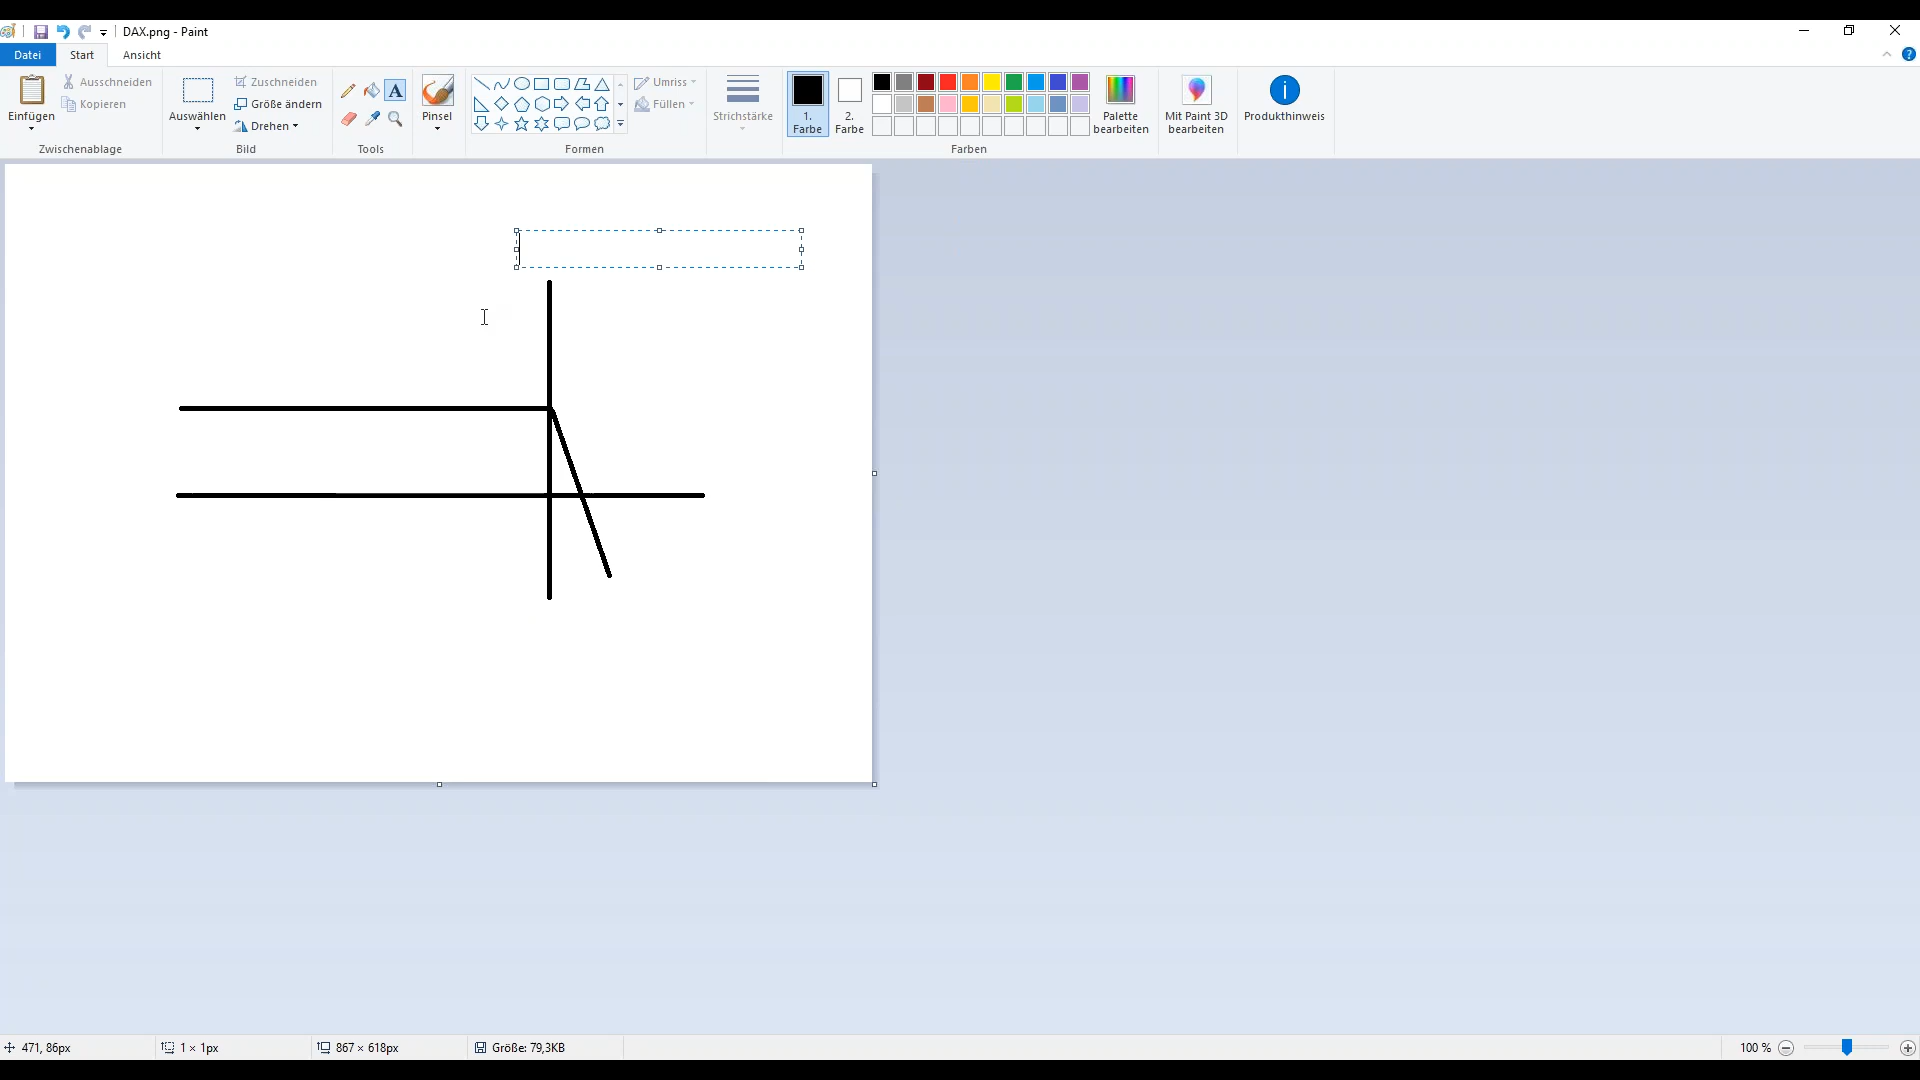 DAX.png - Paint
Datei
Start
Ansicht
Einfügen
Ausschneiden
Kopieren
Zwischenablage
Auswählen
Zuschneiden
Größe ändern
Drehen
Bild
A
Tools
Pinsel
Formen
Umriss
Füllen
Strichstärke
1. Farbe
2. Farbe
Farben
Palette bearbeiten
Mit Paint 3D bearbeiten
Produkthinweis
471, 86px
1 × 1px
867 × 618px
Größe: 79,3KB
100 %